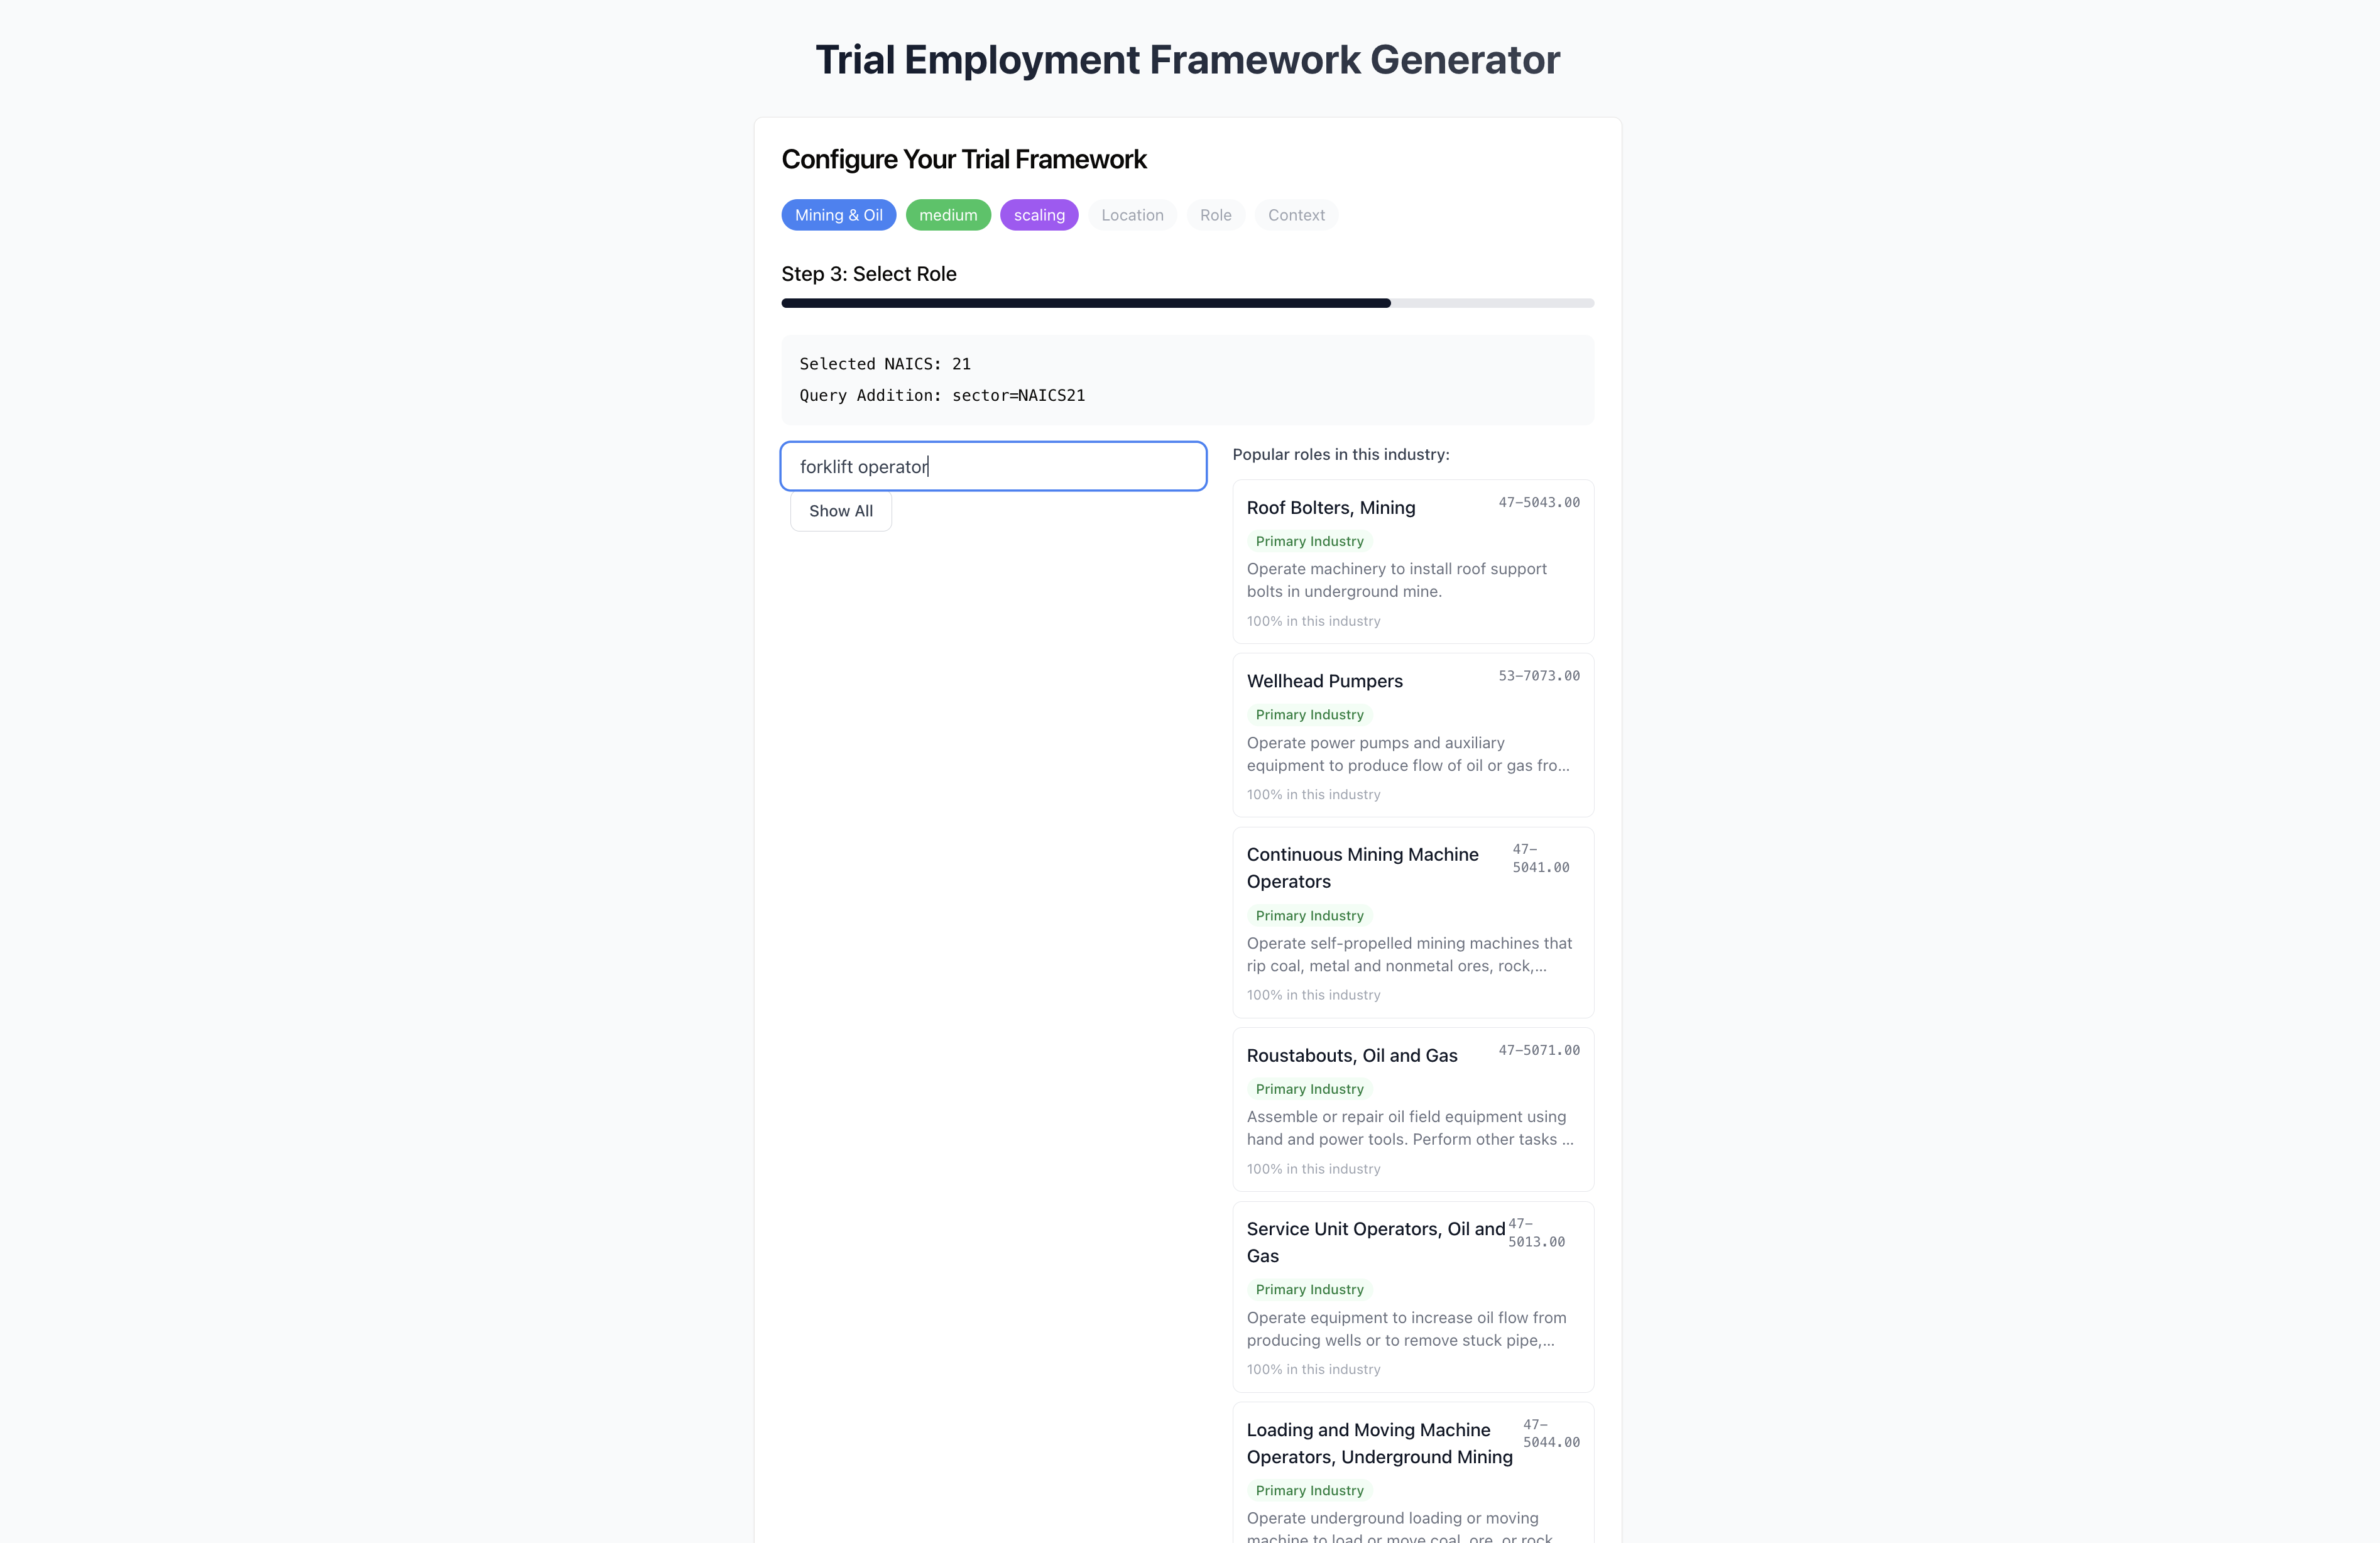 Trial Employment Framework Generator
Configure Your Trial Framework
Mining & Oil medium scaling Location Role Context
Step 3: Select Role
Selected NAICS: 21
Query Addition: sector=NAICS21
forklift operator
Show All
Popular roles in this industry:
Roof Bolters, Mining 47-5043.00
Primary Industry
Operate machinery to install roof support
bolts in underground mine.
100% in this industry
Wellhead Pumpers 53-7073.00
Primary Industry
Operate power pumps and auxiliary
equipment to produce flow of oil or gas fro...
100% in this industry
Continuous Mining Machine 47-
Operators 5041.00
Primary Industry
Operate self-propelled mining machines that
rip coal, metal and nonmetal ores, rock,...
100% in this industry
Roustabouts, Oil and Gas 47-5071.00
Primary Industry
Assemble or repair oil field equipment using
hand and power tools. Perform other tasks ...
100% in this industry
Service Unit Operators, Oil and 47-
Gas 5013.00
Primary Industry
Operate equipment to increase oil flow from
producing wells or to remove stuck pipe,...
100% in this industry
Loading and Moving Machine 47-
Operators, Underground Mining 5044.00
Primary Industry
Operate underground loading or moving
machine to load or move coal, ore, or rock